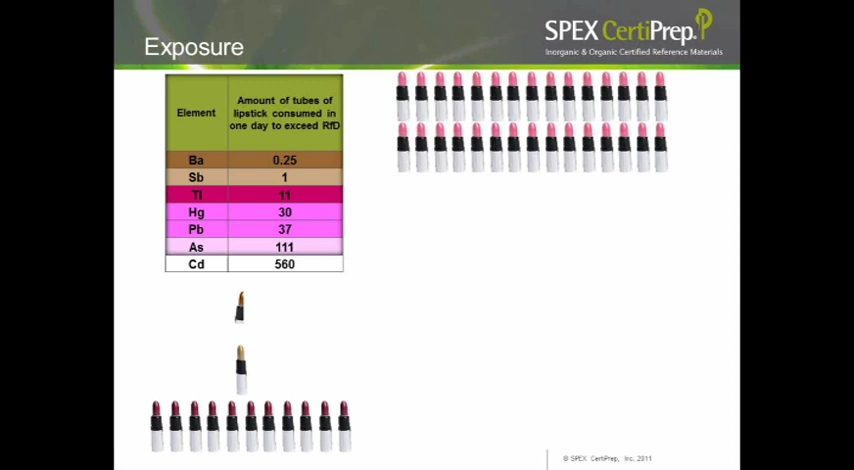 Exposure
SPEX CertiPrep.
Inorganic & Organic Certified Reference Materials
Element
Amount of tubes of
lipstick consumed in
one day to exceed RfD
Ba 0.25
Sb 1
Tl 11
Hg 30
Pb 37
As 111
Cd 560
© SPEX CertiPrep, Inc. 2011